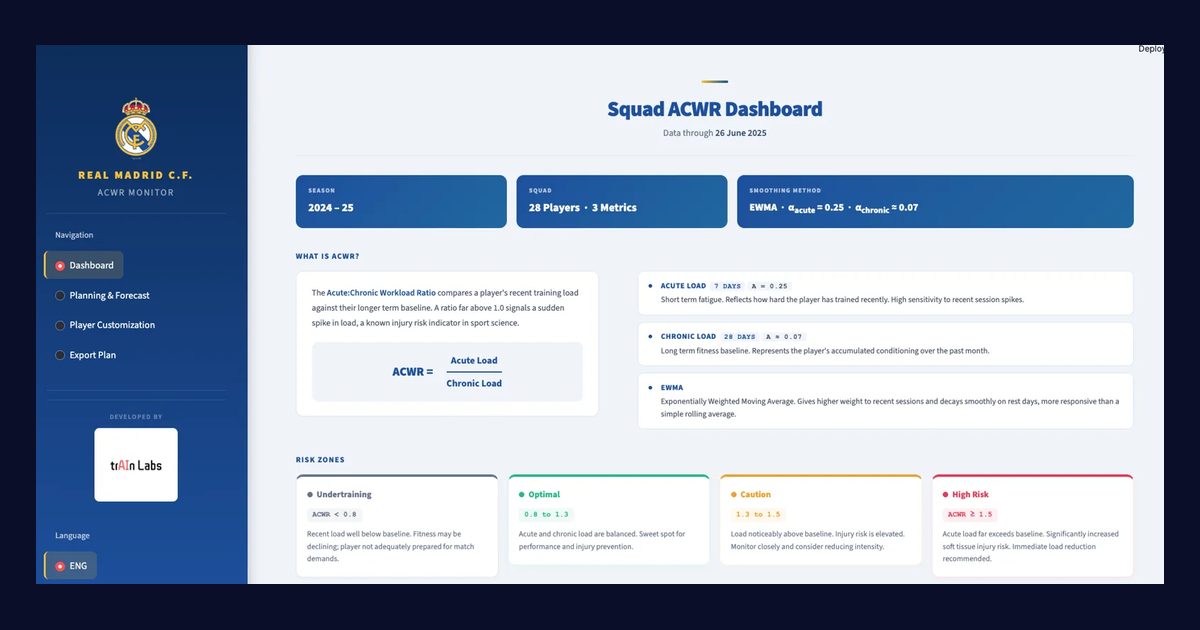 Deploy
REAL MADRID C.F.
ACWR MONITOR
Navigation
Dashboard
Planning & Forecast
Player Customization
Export Plan
DEVELOPED BY
trAIn Labs
Language
ENG
Squad ACWR Dashboard
Data through 26 June 2025
SEASON
2024 – 25
SQUAD
28 Players · 3 Metrics
SMOOTHING METHOD
EWMA · αacute = 0.25 · αchronic ≈ 0.07
WHAT IS ACWR?
The Acute:Chronic Workload Ratio compares a player's recent training load
against their longer term baseline. A ratio far above 1.0 signals a sudden
spike in load, a known injury risk indicator in sport science.
ACWR =
Acute Load
Chronic Load
ACUTE LOAD 7 DAYS Α = 0.25
Short term fatigue. Reflects how hard the player has trained recently. High sensitivity to recent session spikes.
CHRONIC LOAD 28 DAYS Α ≈ 0.07
Long term fitness baseline. Represents the player's accumulated conditioning over the past month.
EWMA
Exponentially Weighted Moving Average. Gives higher weight to recent sessions and decays smoothly on rest days, more responsive than a
simple rolling average.
RISK ZONES
Undertraining
ACWR < 0.8
Recent load well below baseline. Fitness may be
declining; player not adequately prepared for match
demands.
Optimal
0.8 to 1.3
Acute and chronic load are balanced. Sweet spot for
performance and injury prevention.
Caution
1.3 to 1.5
Load noticeably above baseline. Injury risk is elevated.
Monitor closely and consider reducing intensity.
High Risk
ACWR ≥ 1.5
Acute load far exceeds baseline. Significantly increased
soft tissue injury risk. Immediate load reduction
recommended.